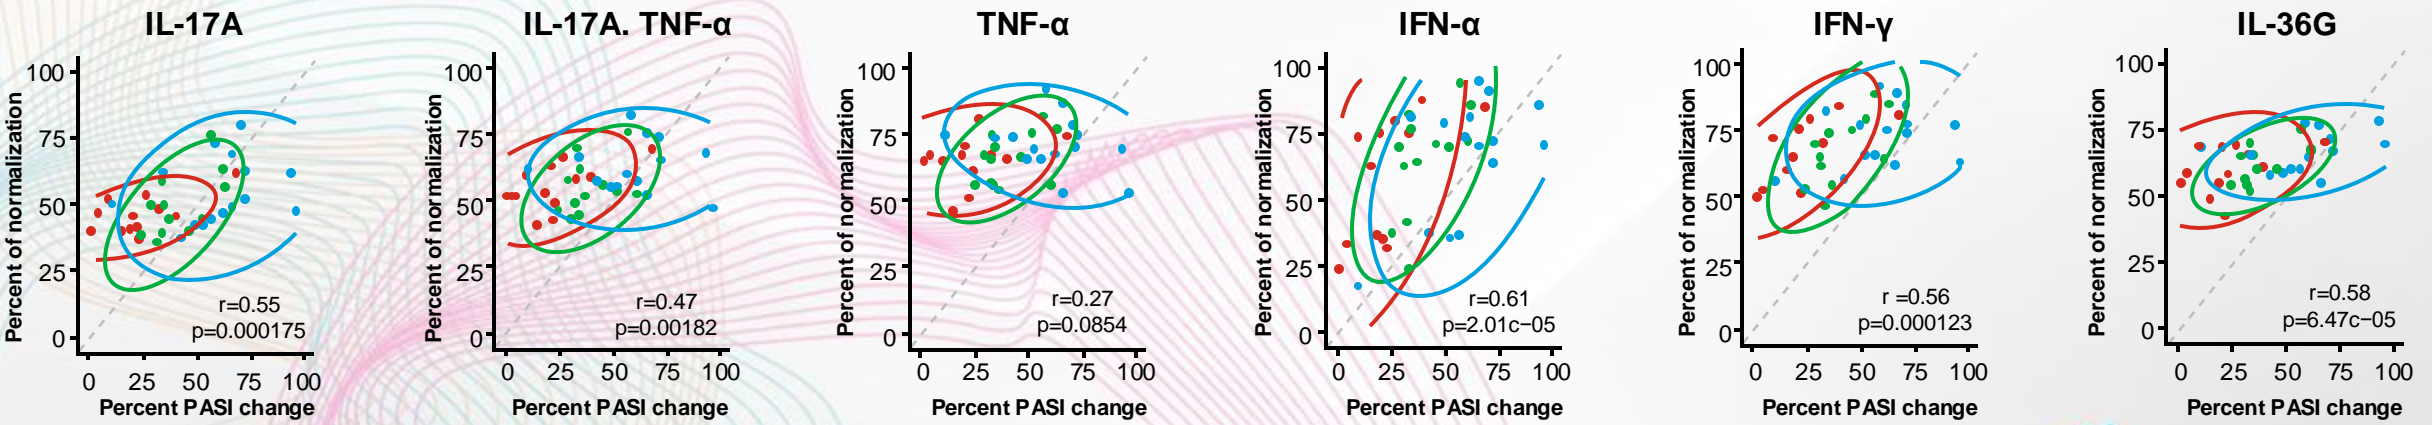 IL-17A
Percent of normalization
100
75
50
25
0
r=0.55
p=0.000175
0 25 50 75 100
Percent PASI change
IL-17A. TNF-α
Percent of normalization
100
75
50
25
0
r=0.47
p=0.00182
0 25 50 75 100
Percent PASI change
TNF-α
Percent of normalization
100
75
50
25
0
r=0.27
p=0.0854
0 25 50 75 100
Percent PASI change
IFN-α
Percent of normalization
100
75
50
25
0
r=0.61
p=2.01c−05
0 25 50 75 100
Percent PASI change
IFN-γ
Percent of normalization
100
75
50
25
0
r =0.56
p=0.000123
0 25 50 75 100
Percent PASI change
IL-36G
Percent of normalization
100
75
50
25
0
r=0.58
p=6.47c−05
0 25 50 75 100
Percent PASI change